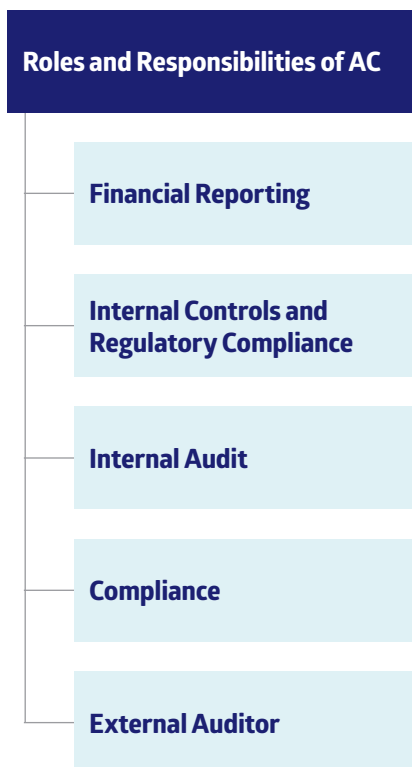 Roles and Responsibilities of AC
Financial Reporting
Internal Controls and
Regulatory Compliance
Internal Audit
Compliance
External Auditor